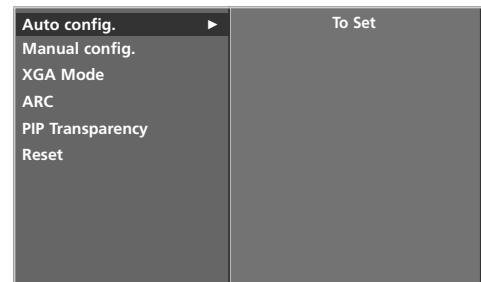 Auto config. ► To Set
Manual config.
XGA Mode
ARC
PIP Transparency
Reset